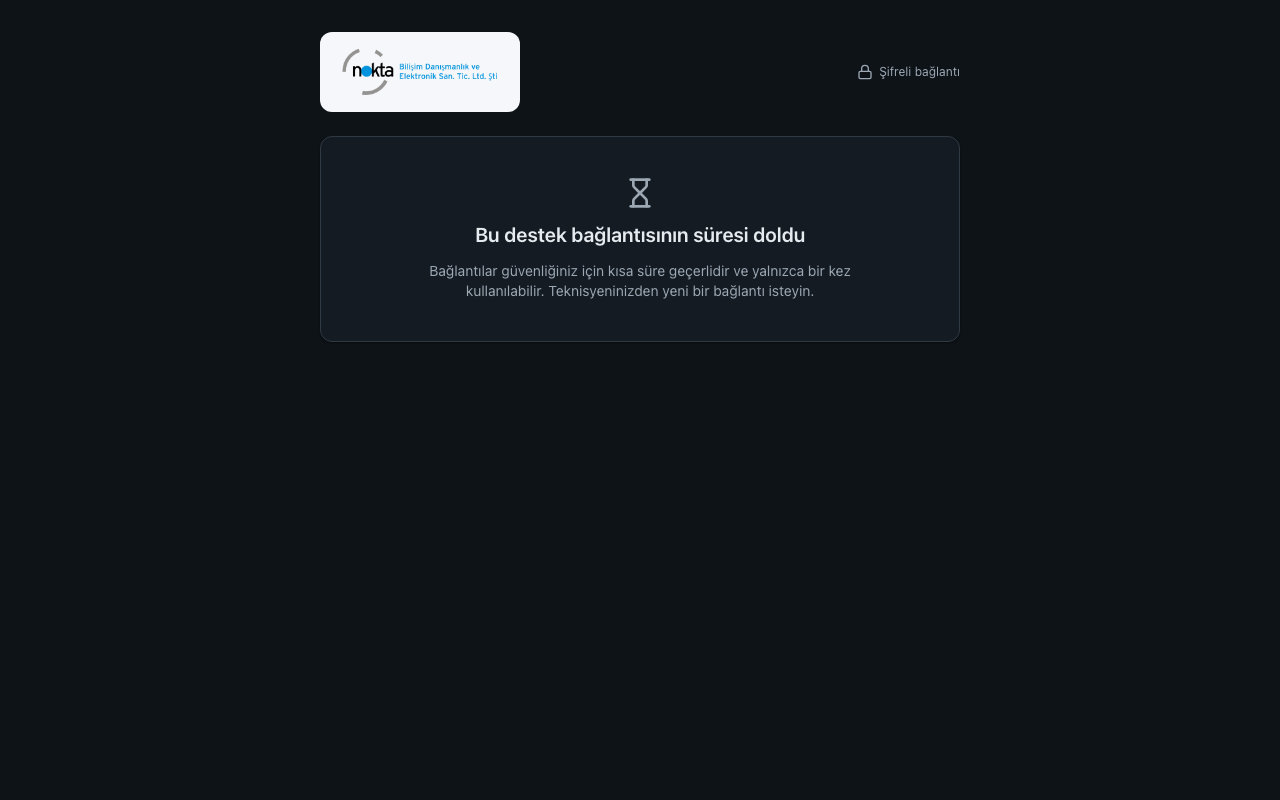 nokta
Bilişim Danışmanlık ve
Elektronik San. Tic. Ltd. Şti
Şifreli bağlantı
Bu destek bağlantısının süresi doldu
Bağlantılar güvenliğiniz için kısa süre geçerlidir ve yalnızca bir kez
kullanılabilir. Teknisyeninizden yeni bir bağlantı isteyin.